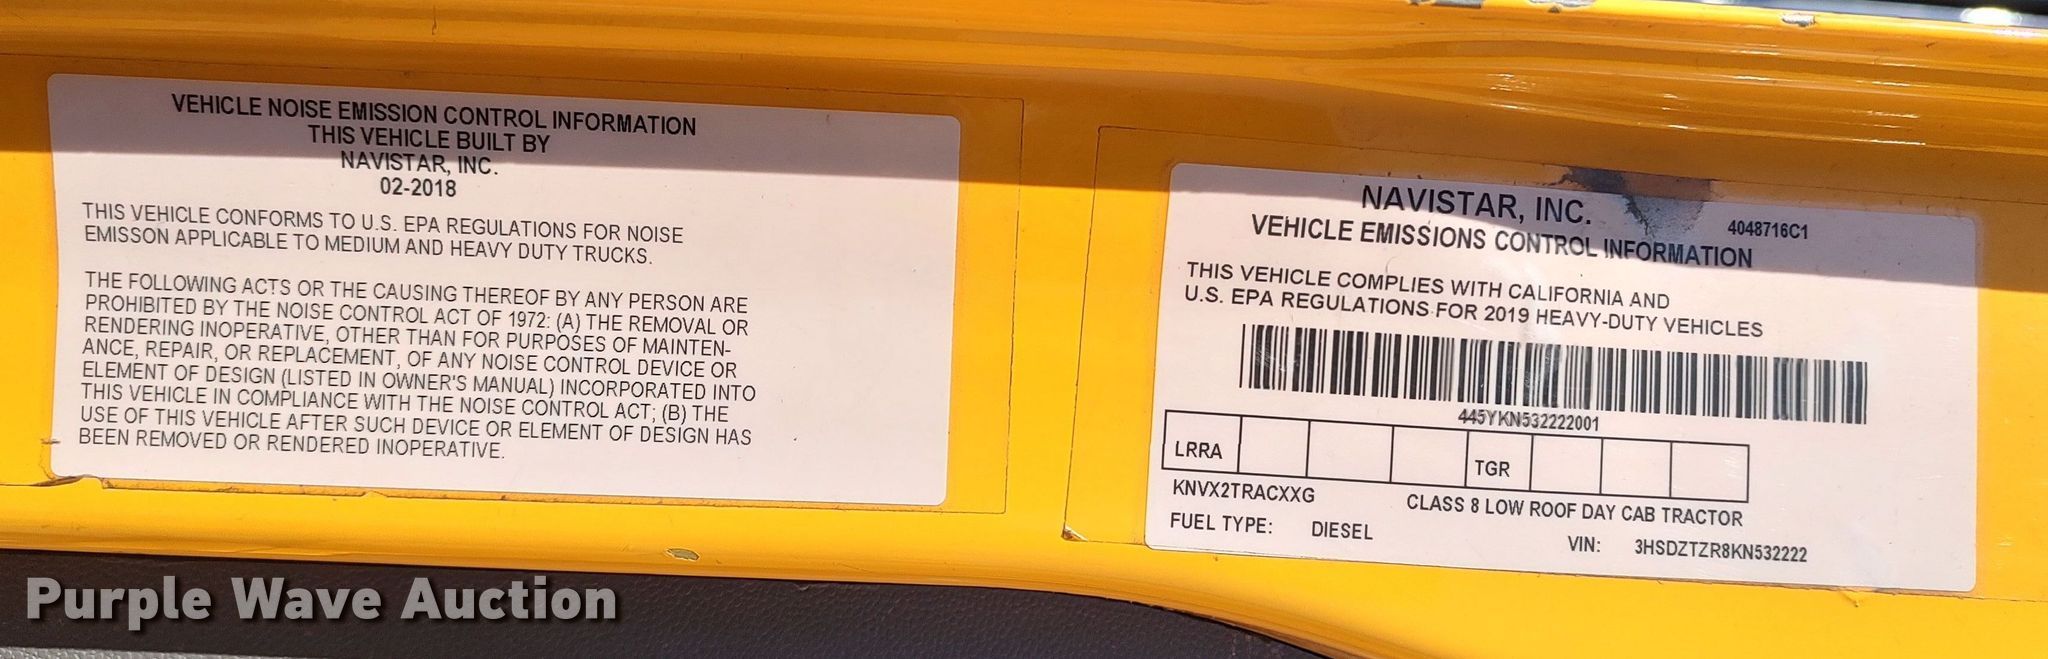 VEHICLE NOISE EMISSION CONTROL INFORMATION
THIS VEHICLE BUILT BY
NAVISTAR, INC.
02-2018
THIS VEHICLE CONFORMS TO U.S. EPA REGULATIONS FOR NOISE
EMISSON APPLICABLE TO MEDIUM AND HEAVY DUTY TRUCKS.
THE FOLLOWING ACTS OR THE CAUSING THEREOF BY ANY PERSON ARE
PROHIBITED BY THE NOISE CONTROL ACT OF 1972: (A) THE REMOVAL OR
RENDERING INOPERATIVE, OTHER THAN FOR PURPOSES OF MAINTEN-
ANCE, REPAIR, OR REPLACEMENT, OF ANY NOISE CONTROL DEVICE OR
ELEMENT OF DESIGN (LISTED IN OWNER'S MANUAL) INCORPORATED INTO
THIS VEHICLE IN COMPLIANCE WITH THE NOISE CONTROL ACT; (B) THE
USE OF THIS VEHICLE AFTER SUCH DEVICE OR ELEMENT OF DESIGN HAS
BEEN REMOVED OR RENDERED INOPERATIVE.
NAVISTAR, INC.
4048716C1
VEHICLE EMISSIONS CONTROL INFORMATION
THIS VEHICLE COMPLIES WITH CALIFORNIA AND
U.S. EPA REGULATIONS FOR 2019 HEAVY-DUTY VEHICLES
445YKN532222001
LRRA TGR
KNVX2TRACXXG CLASS 8 LOW ROOF DAY CAB TRACTOR
FUEL TYPE: DIESEL VIN: 3HSDZTZR8KN532222
Purple Wave Auction